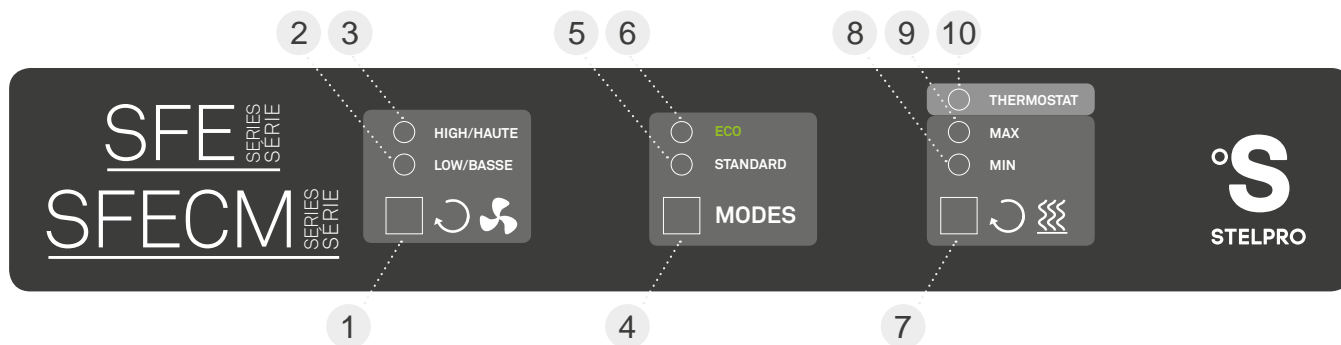 2 3 5 6 8 9 10
SFE SERIES
SÉRIE
SFECM SERIES
SÉRIE
HIGH/HAUTE
LOW/BASSE
ECO
STANDARD
MODES
THERMOSTAT
MAX
MIN
°S
STELPRO
1 4 7